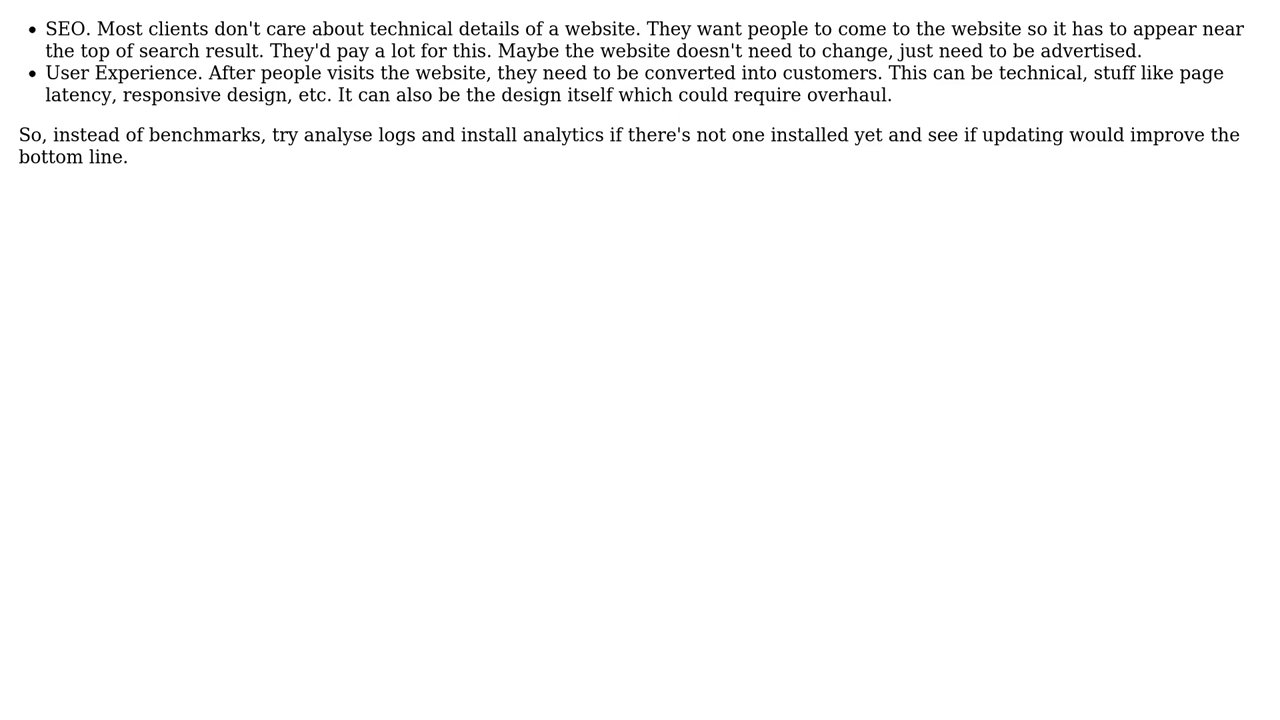 • SEO. Most clients don't care about technical details of a website. They want people to come to the website so it has to appear near
the top of search result. They'd pay a lot for this. Maybe the website doesn't need to change, just need to be advertised.
• User Experience. After people visits the website, they need to be converted into customers. This can be technical, stuff like page
latency, responsive design, etc. It can also be the design itself which could require overhaul.
So, instead of benchmarks, try analyse logs and install analytics if there's not one installed yet and see if updating would improve the
bottom line.